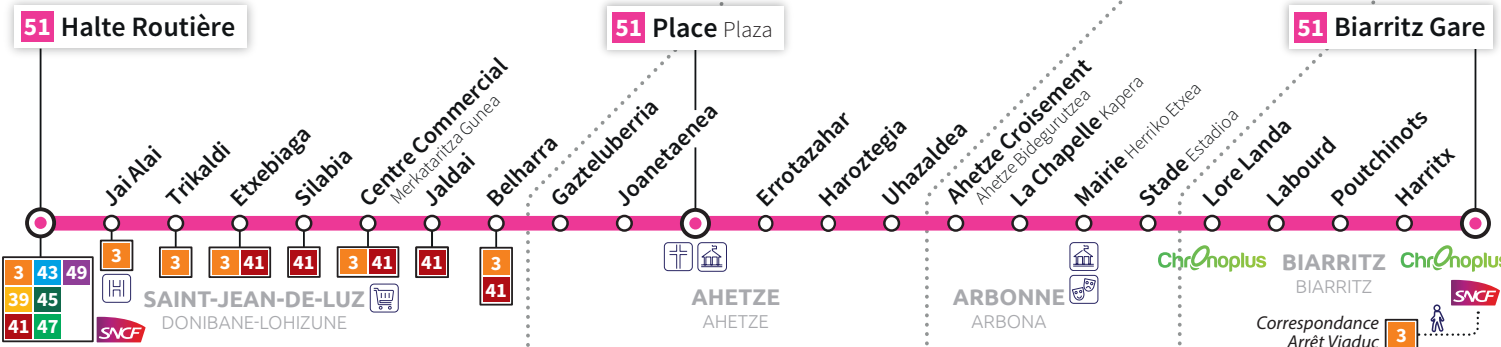 51 Halte Routière
51 Place Plaza
51 Biarritz Gare
Jai Alai
Trikaldi
Etxebiaga
Silabia
Centre Commercial
Merkataritza Gunea
Jaldai
Belharra
Gazteluberria
Joanetaenea
Errotazahar
Haroztegia
Uhazaldea
Ahetze Croisement
Ahetze Bidegurutzea
La Chapelle Kapera
Mairie Herriko Etxea
Stade Estadioa
Lore Landa
Labourd
Poutchinots
Harritx
3 43 49
39 45
41 47
SNCF
3
H
3
3 41
41
3 41
41
3
41
SAINT-JEAN-DE-LUZ
DONIBANE-LOHIZUNE
AHETZE
AHETZE
ARBONNE
ARBONA
Chronoplus
BIARRITZ
BIARRITZ
Chronoplus
SNCF
Correspondance
Arrêt Viaduc
3